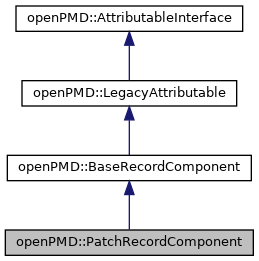 openPMD::AttributableInterface
openPMD::LegacyAttributable
openPMD::BaseRecordComponent
openPMD::PatchRecordComponent